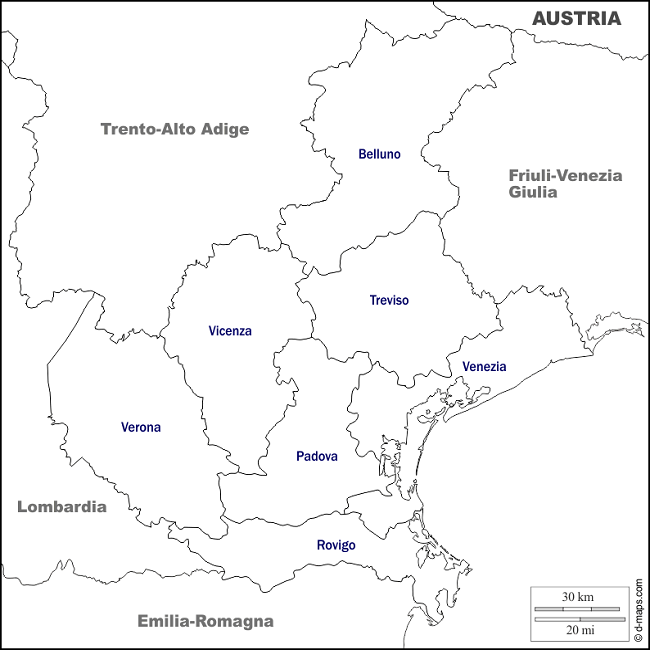 AUSTRIA
Trento-Alto Adige
Belluno
Friuli-Venezia
Giulia
Treviso
Vicenza
Venezia
Verona
Padova
Lombardia
Rovigo
Emilia-Romagna
30 km
20 mi
© d-maps.com